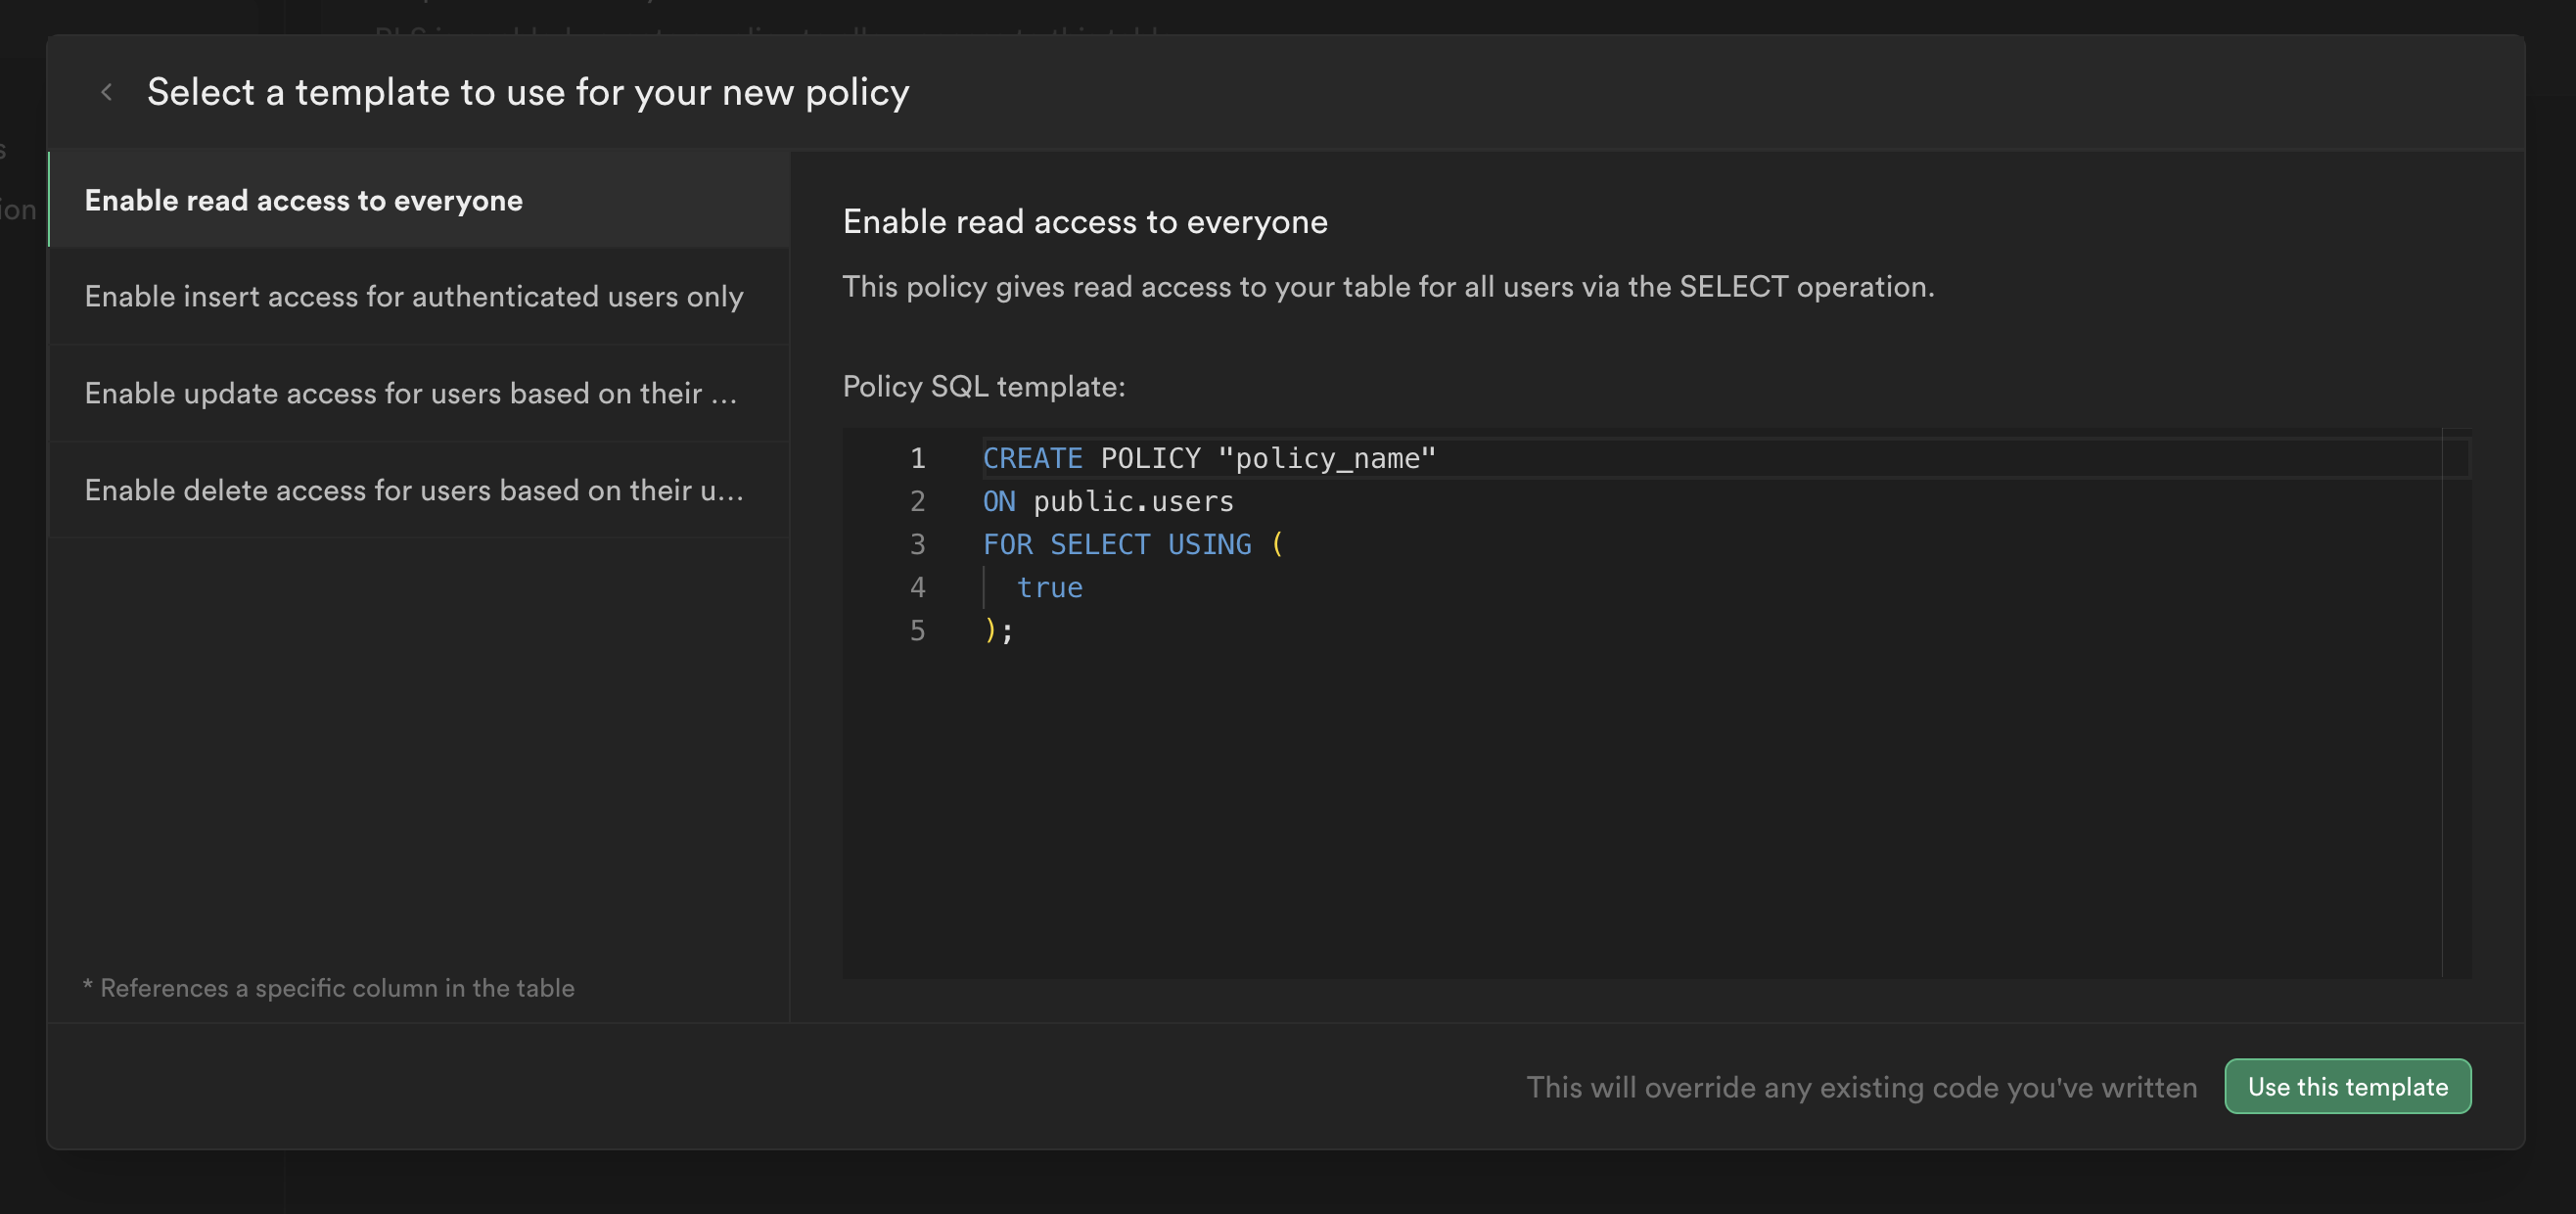 ion
Select a template to use for your new policy
Enable read access to everyone
Enable insert access for authenticated users only
Enable update access for users based on their ...
Enable delete access for users based on their u...
* References a specific column in the table
Enable read access to everyone
This policy gives read access to your table for all users via the SELECT operation.
Policy SQL template:
1 CREATE POLICY "policy_name"
2 ON public.users
3 FOR SELECT USING (
4 true
5 );
This will override any existing code you've written
Use this template